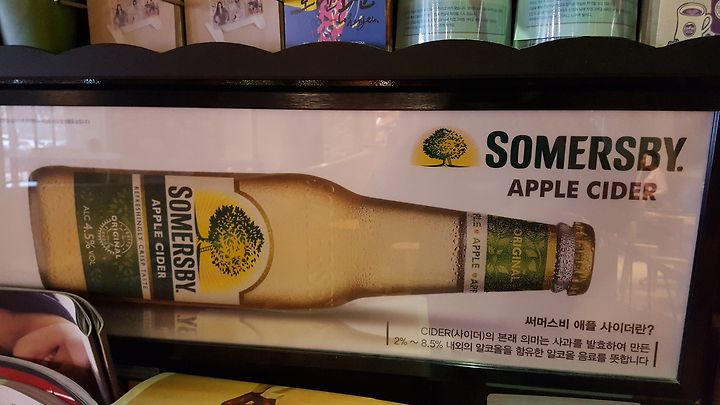 SOMERSBY.
APPLE CIDER
ALC 4.5% VOL
ORIGINAL
REFRESHINGLY CRISP TASTE
SOMERSBY.
APPLE CIDER
APPLE
ORIGINAL
써머스비 애플 사이더란?
CIDER(사이더)의 본래 의미는 사과를 발효하여 만든
2% ~ 8.5% 내외의 알코올을 함유한 알코올 음료를 뜻합니다